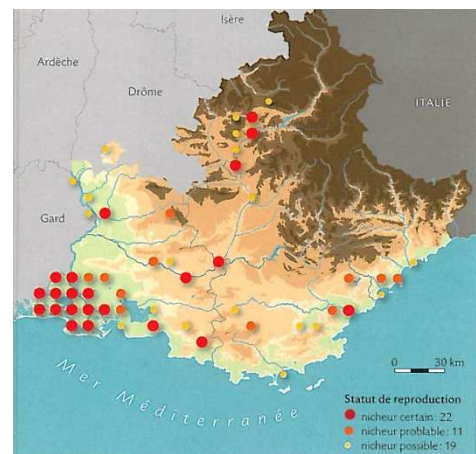 Isère
Ardèche
Drôme
ITALIE
Gard
Mer Méditerranée
0 30 km
Statut de reproduction
nicheur certain : 22
nicheur problable : 11
nicheur possible : 19